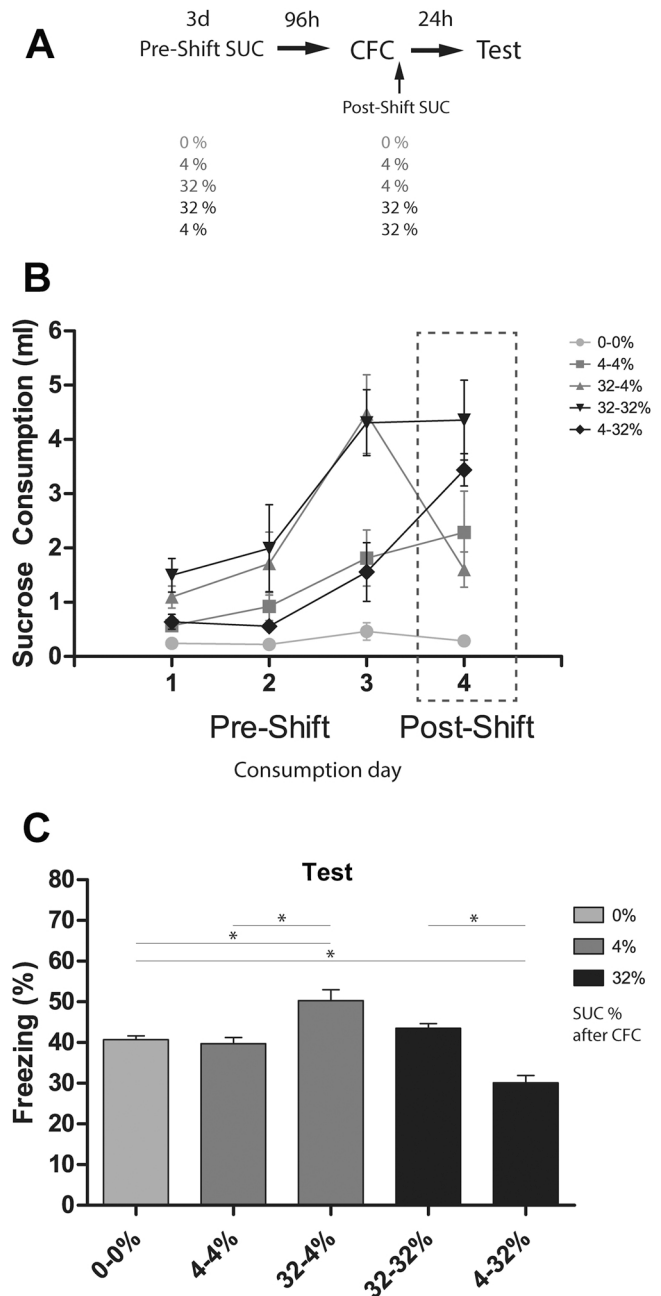 A
3d 96h 24h
Pre-Shift SUC CFC Test
Post-Shift SUC
0 % 0 %
4 % 4 %
32 % 4 %
32 % 32 %
4 % 32 %
B
Sucrose Consumption (ml)
6
5
4
3
2
1
0
1 2 3 4
Pre-Shift Post-Shift
Consumption day
0-0%
4-4%
32-4%
32-32%
4-32%
C
Test
Freezing (%)
80
70
60
50
40
30
20
10
0
* *
*
*
0-0% 4-4% 32-4% 32-32% 4-32%
0%
4%
32%
SUC %
after CFC